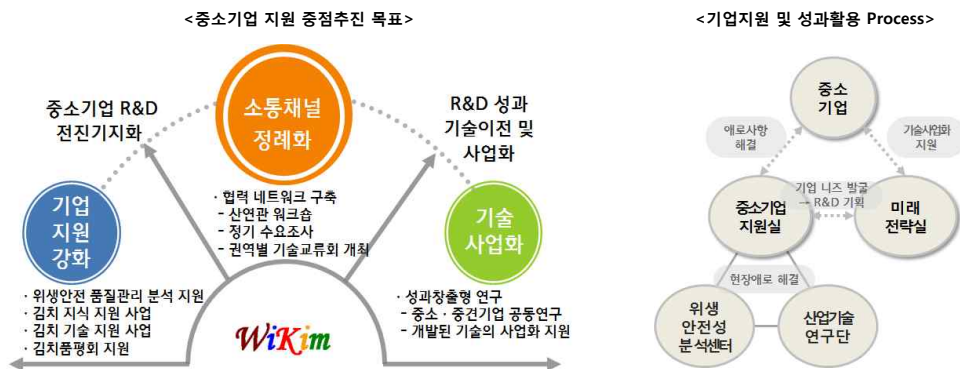 <중소기업 지원 중점추진 목표>
중소기업 R&D
전진기지화
소통채널
정례화
R&D 성과
기술이전 및
사업화
기업
지원
강화
· 위생안전 품질관리 분석 지원
· 김치 지식 지원 사업
· 김치 기술 지원 사업
· 김치품평회 지원
· 협력 네트워크 구축
- 산연관 워크숍
- 정기 수요조사
- 권역별 기술교류회 개최
기술
사업화
· 성과창출형 연구
- 중소 · 중견기업 공동연구
- 개발된 기술의 사업화 지원
WiKim
<기업지원 및 성과활용 Process>
중소
기업
애로사항
해결
기술사업화
지원
중소기업
지원실
기업 니즈 발굴
→ R&D 기획
미래
전략실
현장애로 해결
위생
안전성
분석센터
산업기술
연구단